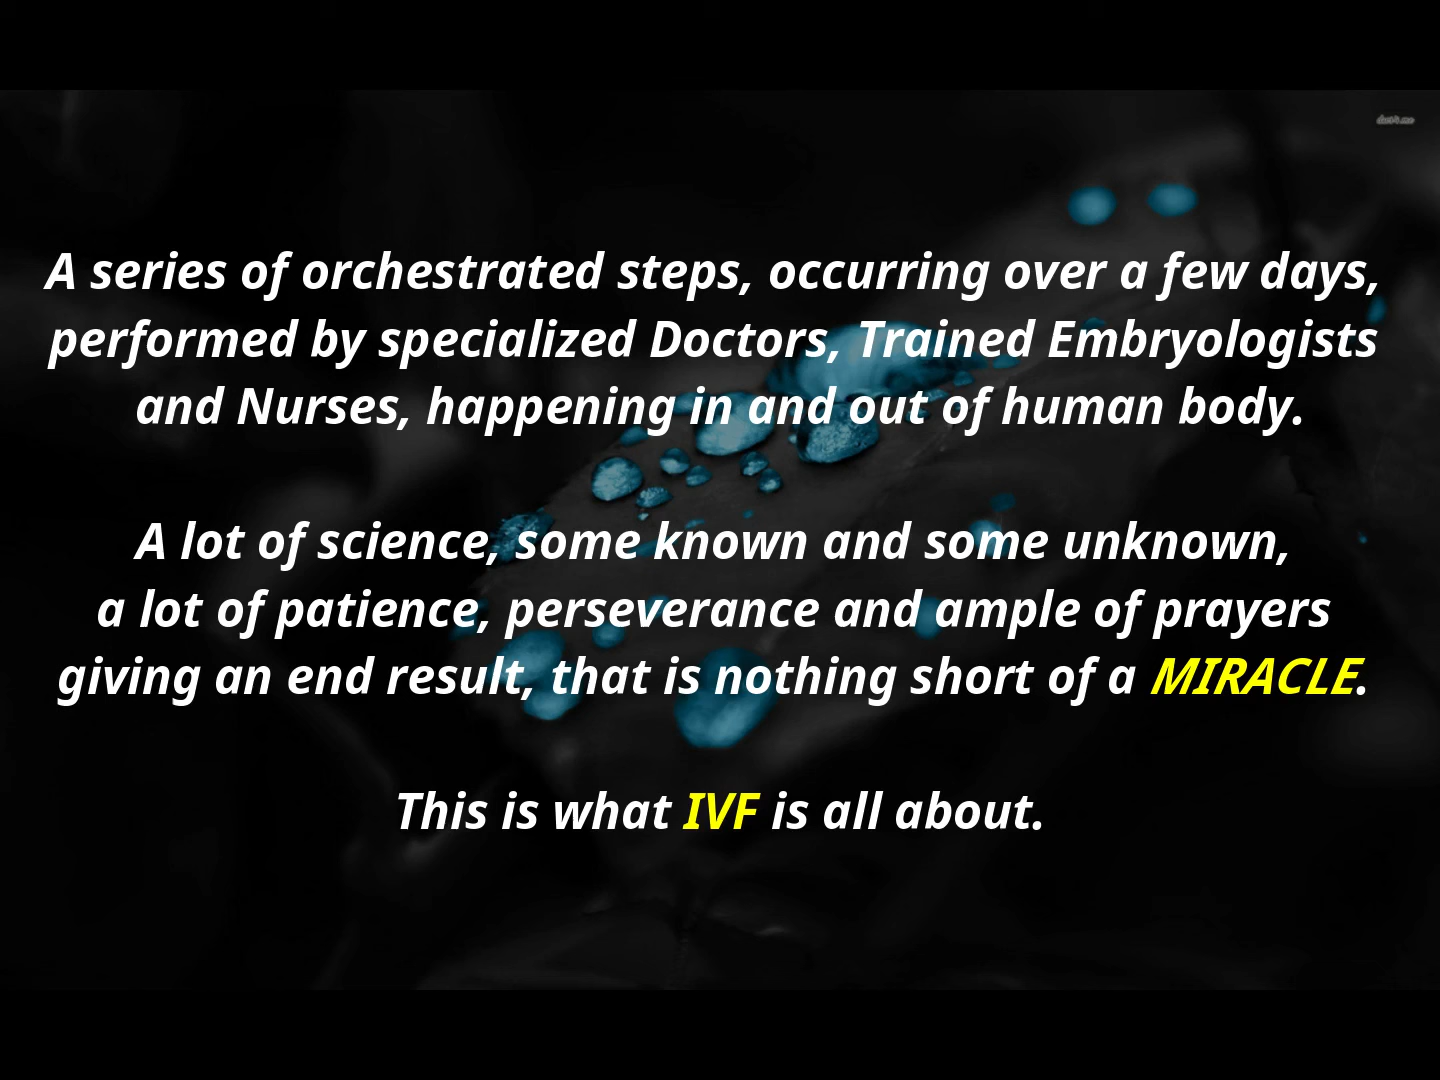 A series of orchestrated steps, occurring over a few days,
performed by specialized Doctors, Trained Embryologists
and Nurses, happening in and out of human body.
A lot of science, some known and some unknown,
a lot of patience, perseverance and ample of prayers
giving an end result, that is nothing short of a MIRACLE.
This is what IVF is all about.